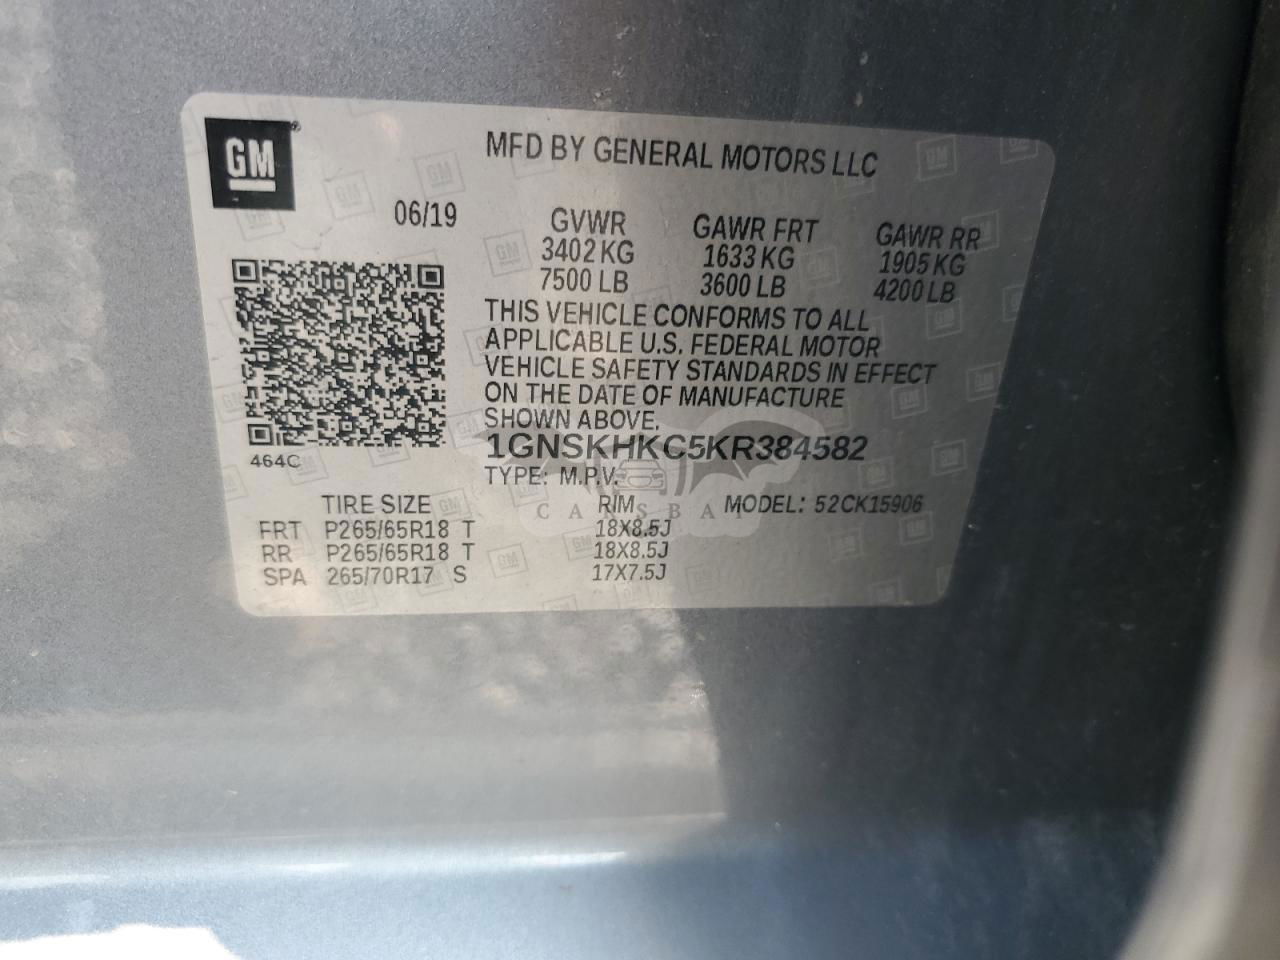 GM
MFD BY GENERAL MOTORS LLC
06/19
GVWR GAWR FRT GAWR RR
3402 KG 1633 KG 1905 KG
7500 LB 3600 LB 4200 LB
THIS VEHICLE CONFORMS TO ALL
APPLICABLE U.S. FEDERAL MOTOR
VEHICLE SAFETY STANDARDS IN EFFECT
ON THE DATE OF MANUFACTURE
SHOWN ABOVE.
1GNSKHKC5KR384582
464C
TYPE: M.P.V.
TIRE SIZE RIM MODEL: 52CK15906
CARSBAT
FRT P265/65R18 T 18X8.5J
RR P265/65R18 T 18X8.5J
SPA 265/70R17 S 17X7.5J